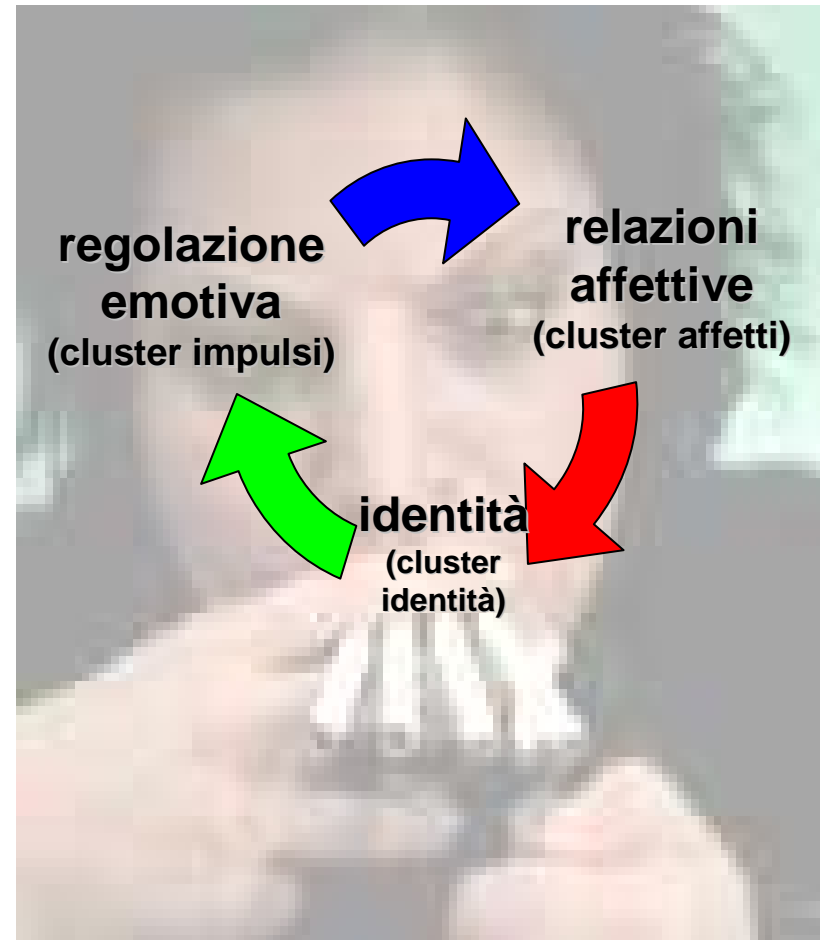 regolazione
emotiva
(cluster impulsi)
relazioni
affettive
(cluster affetti)
identità
(cluster
identità)